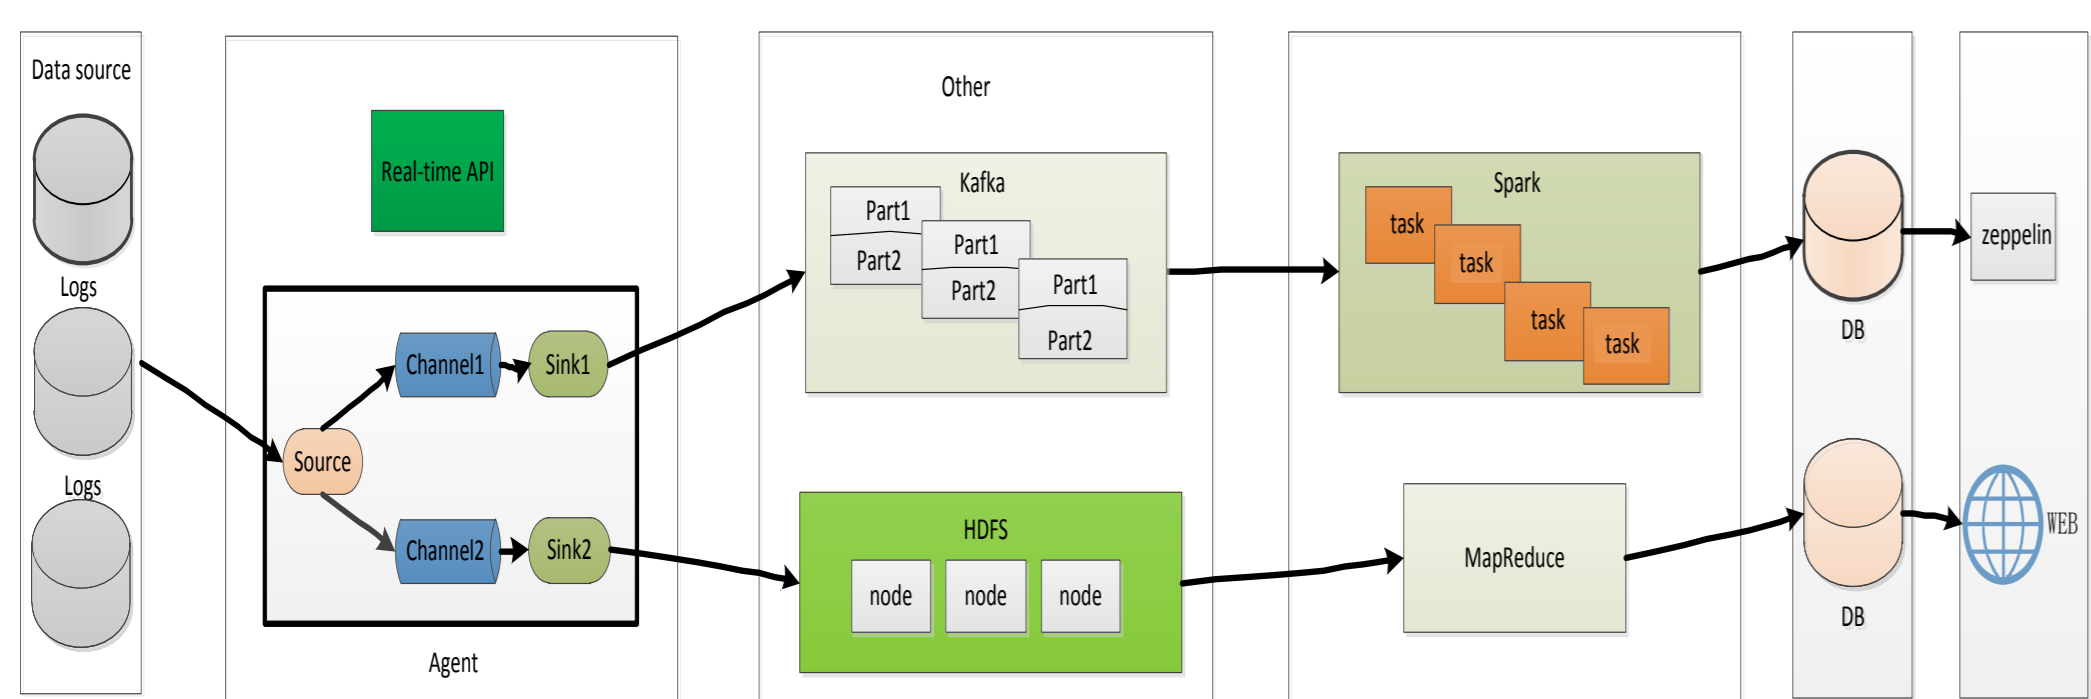 Data source
Logs
Logs
Real-time API
Channel1
Sink1
Source
Channel2
Sink2
Agent
Other
Kafka
Part1
Part2
Part1
Part2
Part1
Part2
HDFS
node
node
node
Spark
task
task
task
task
MapReduce
DB
DB
zeppelin
WEB